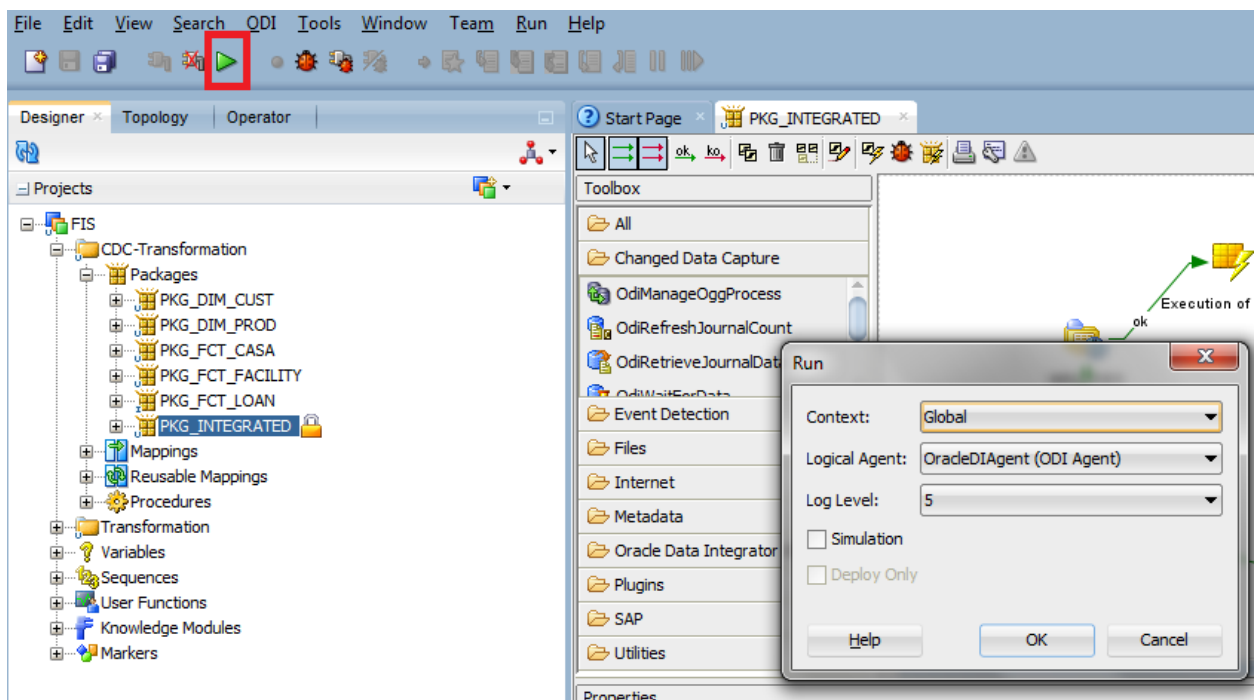 File Edit View Search ODI Tools Window Team Run Help
Designer
Topology
Operator
Projects
FIS
CDC-Transformation
Packages
PKG_DIM_CUST
PKG_DIM_PROD
PKG_FCT_CASA
PKG_FCT_FACILITY
PKG_FCT_LOAN
PKG_INTEGRATED
Mappings
Reusable Mappings
Procedures
Transformation
Variables
Sequences
User Functions
Knowledge Modules
Markers
Start Page
PKG_INTEGRATED
ok
ko
Toolbox
All
Changed Data Capture
OdiManageOggProcess
OdiRefreshJournalCount
OdiRetrieveJournalData
OdiWaitForData
Event Detection
Files
Internet
Metadata
Oracle Data Integrator
Plugins
SAP
Utilities
Properties
Execution of
ok
Run
Context: Global
Logical Agent: OracleDIAgent (ODI Agent)
Log Level: 5
Simulation
Deploy Only
Help OK Cancel